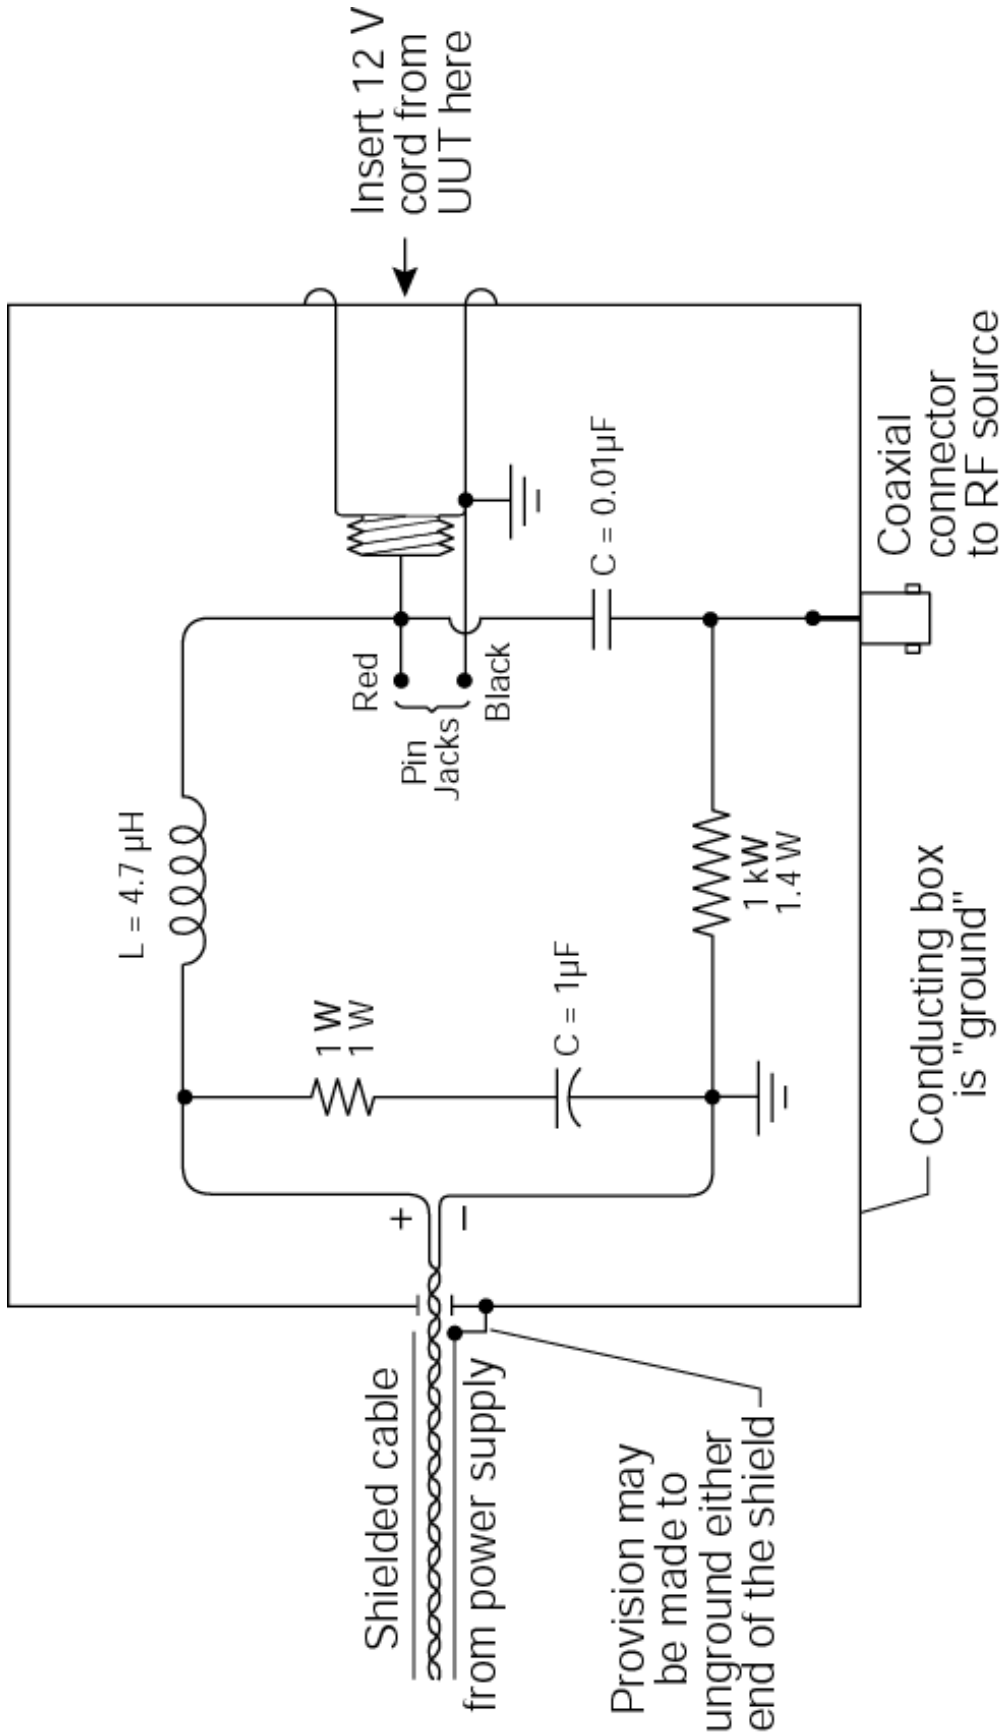 Insert 12 V
cord from
UUT here
L = 4.7 µH
Red
Pin
Jacks
Black
C = 0.01µF
1 W
1 W
C = 1µF
1 kW
1.4 W
Coaxial
connector
to RF source
+
–
Shielded cable
from power supply
Conducting box
is "ground"
Provision may
be made to
unground either
end of the shield